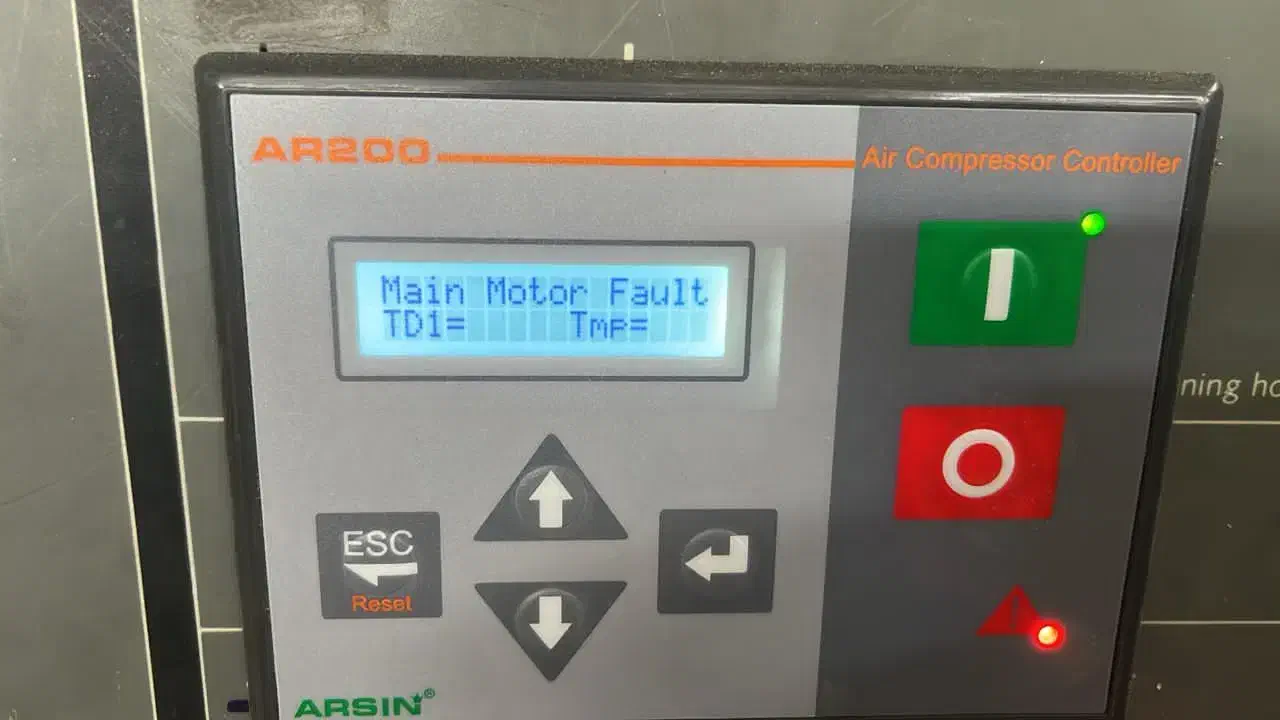 AR200
Air Compressor Controller
Main Motor Fault
TD1= Tmp=
ESC
Reset
ARSIN®
ning ho